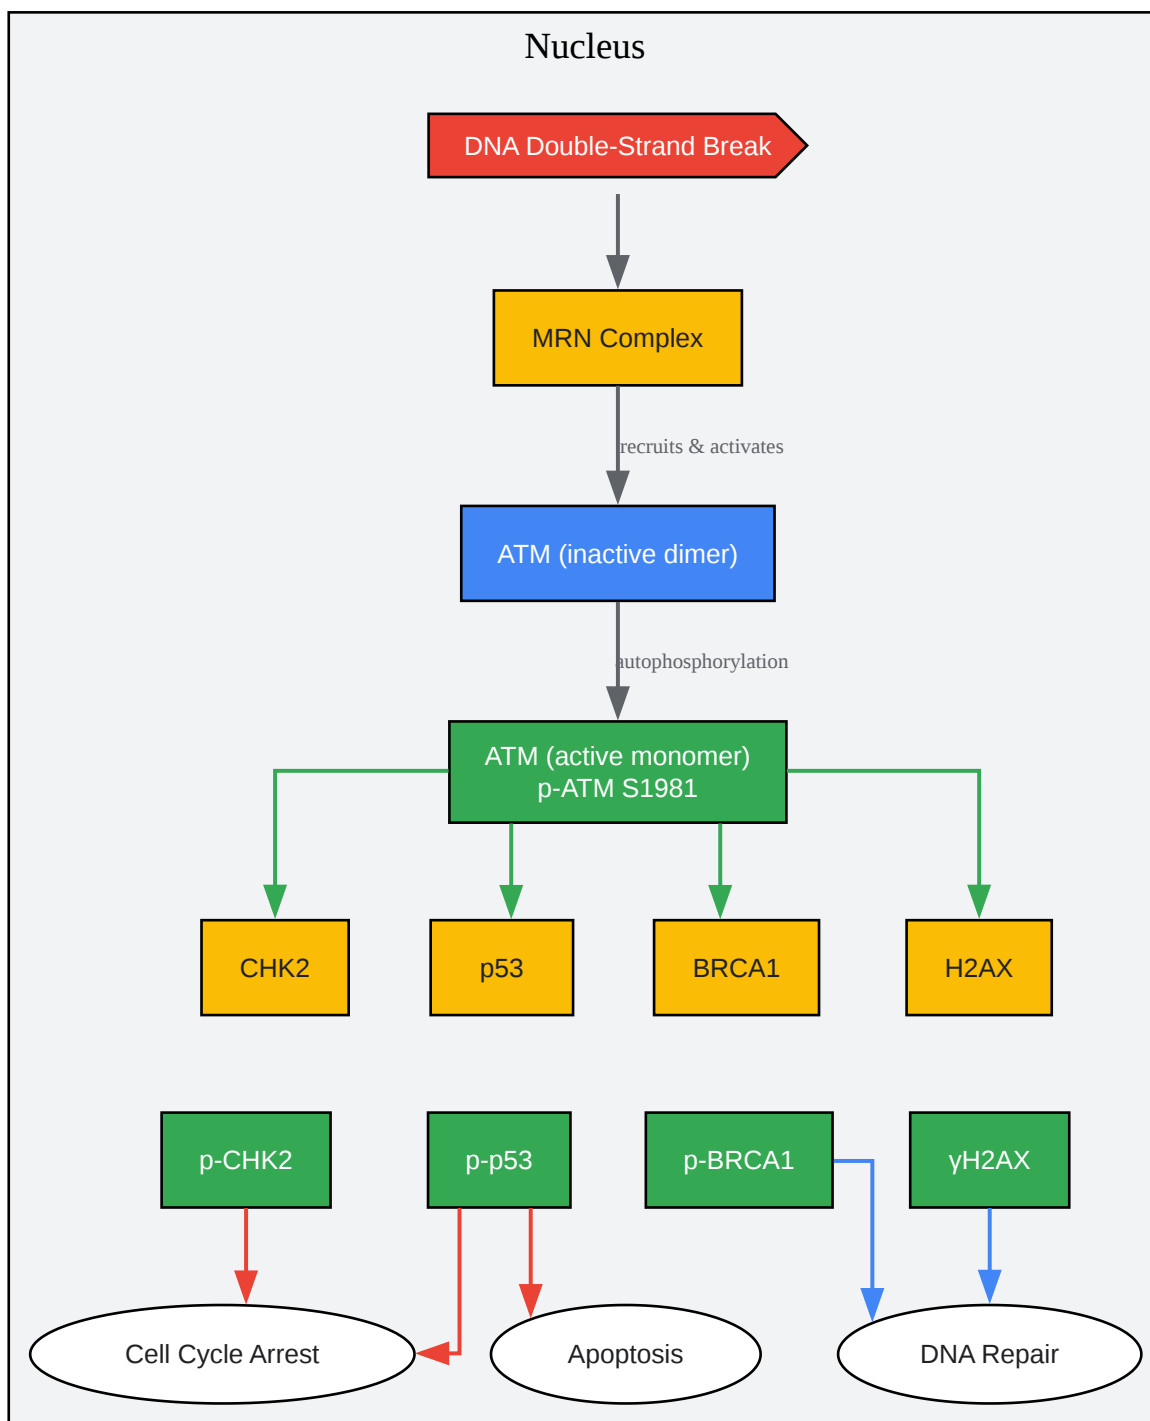 Nucleus
DNA Double-Strand Break
MRN Complex
recruits & activates
ATM (inactive dimer)
autophosphorylation
ATM (active monomer)
p-ATM S1981
CHK2
p53
BRCA1
H2AX
p-CHK2
p-p53
p-BRCA1
γH2AX
Cell Cycle Arrest
Apoptosis
DNA Repair